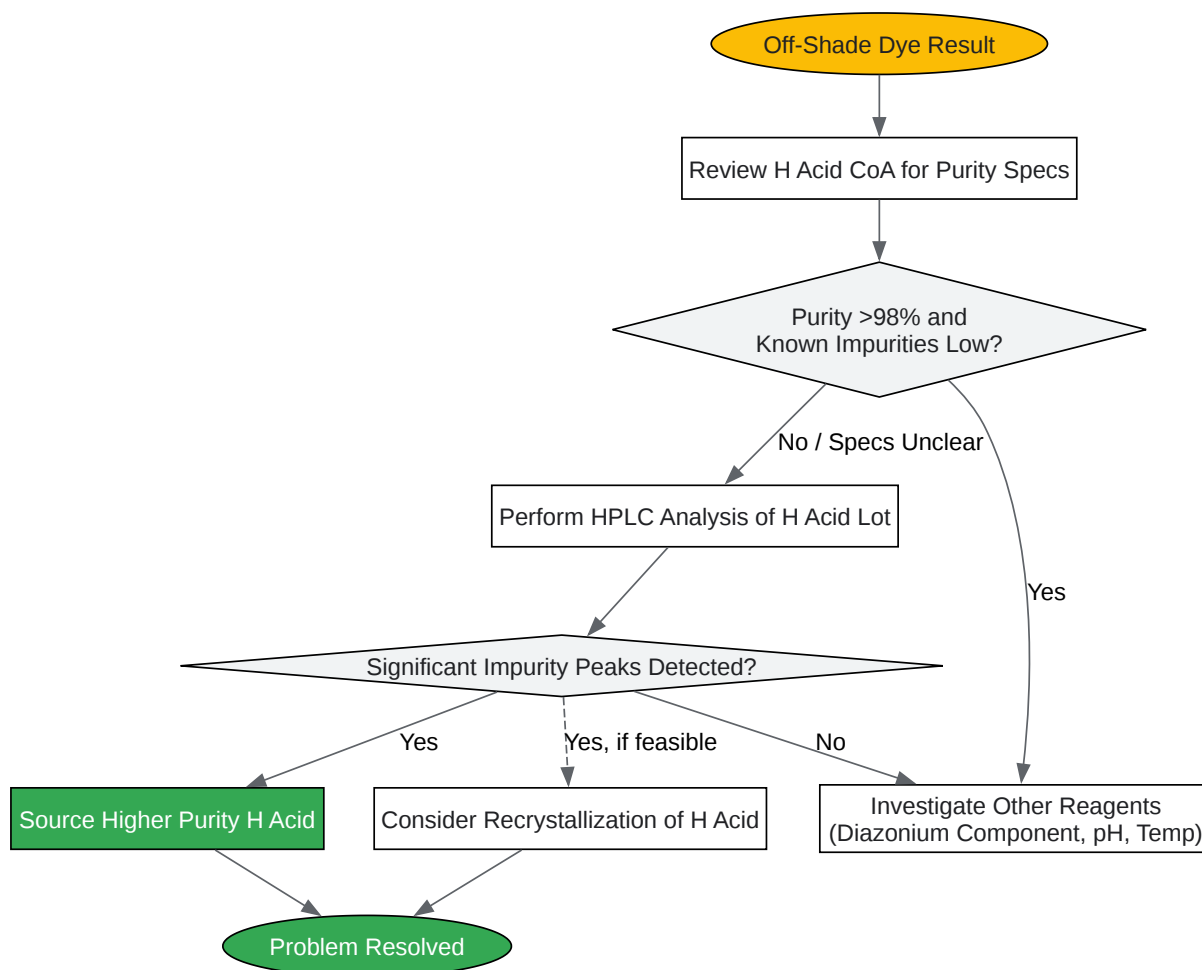 Off-Shade Dye Result
Review H Acid CoA for Purity Specs
Purity >98% and
Known Impurities Low?
No / Specs Unclear
Perform HPLC Analysis of H Acid Lot
Yes
Significant Impurity Peaks Detected?
Yes
Yes, if feasible
No
Source Higher Purity H Acid
Consider Recrystallization of H Acid
Investigate Other Reagents
(Diazonium Component, pH, Temp)
Problem Resolved